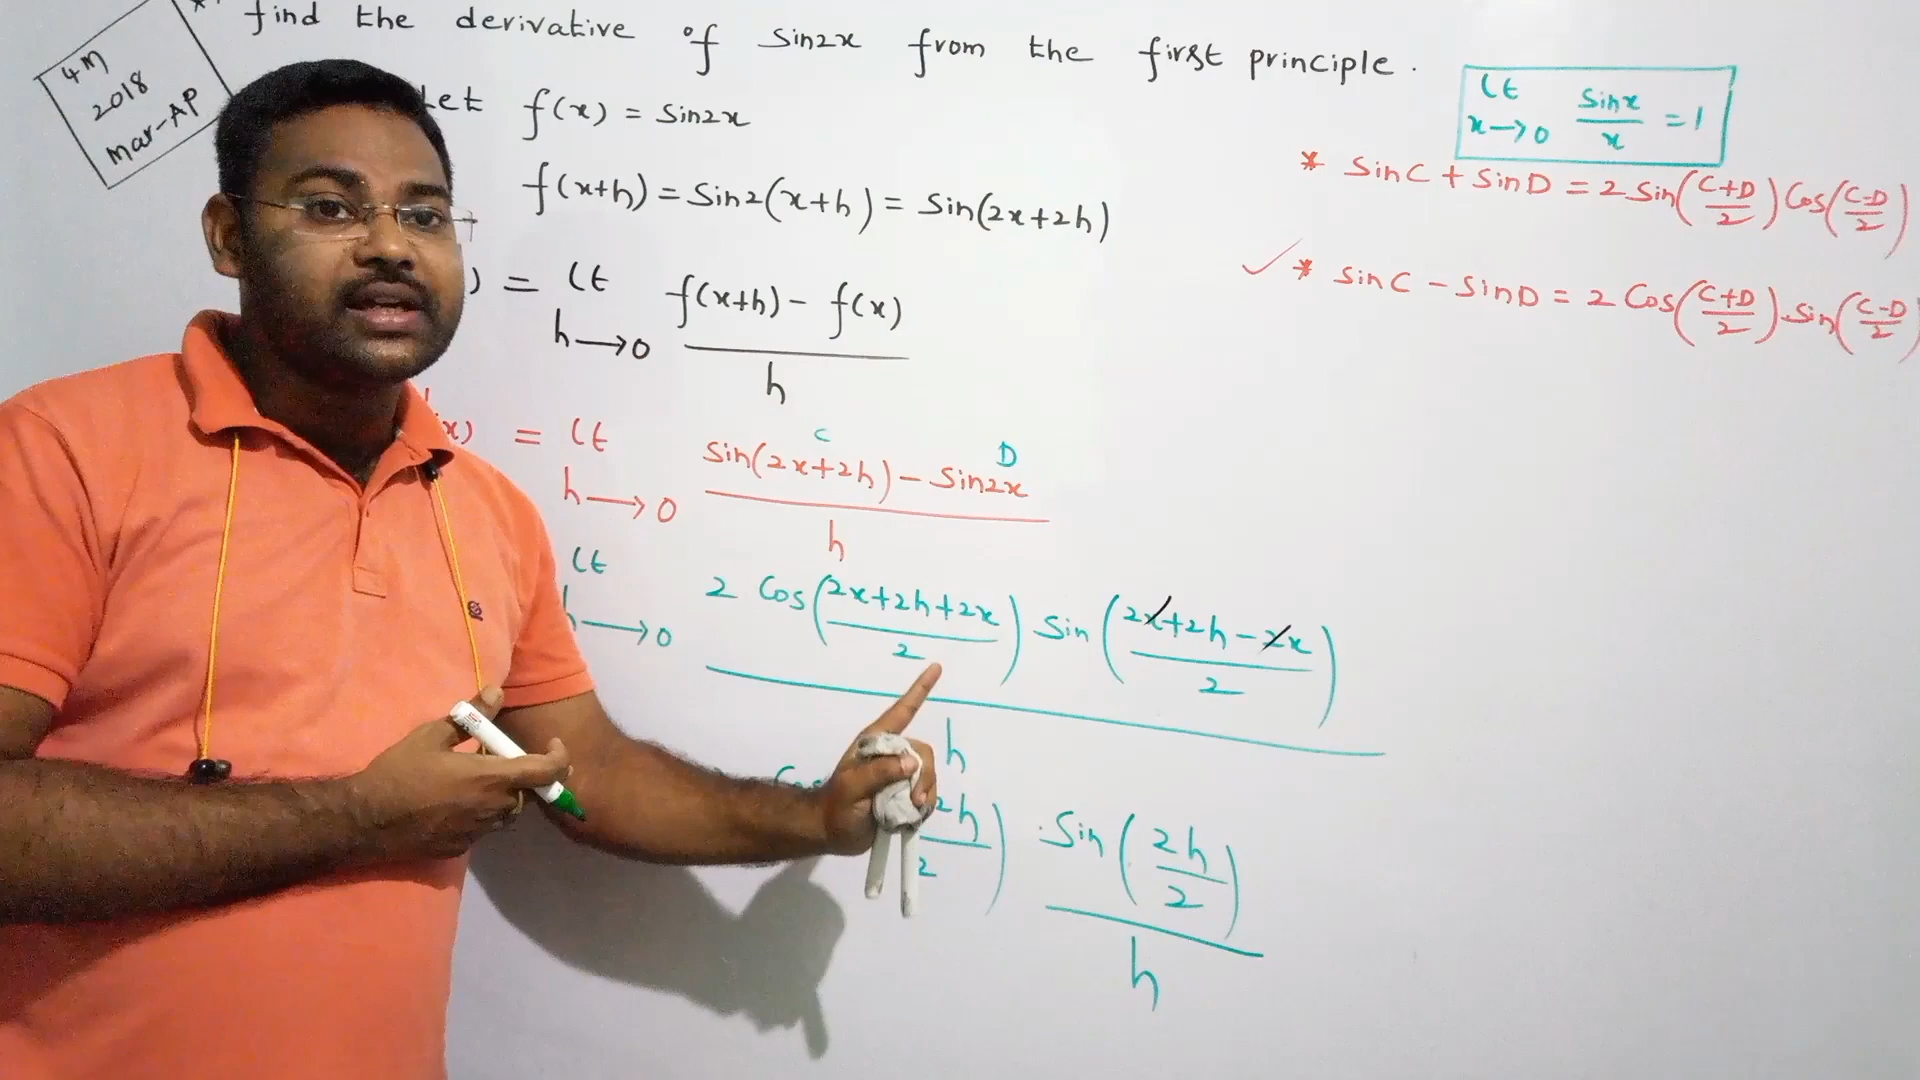 4M
2018
Mar-AP
find the derivative of Sin2x from the first principle.
Let f(x) = Sin2x
f(x+h) = Sin2(x+h) = Sin(2x+2h)
) = Lt h→0 f(x+h) - f(x) / h
x) = Lt h→0 Sin(2x+2h) - Sin2x / h
C D
Lt h→0 2 Cos((2x+2h+2x)/2) Sin((2x+2h-2x)/2) / h
2h/2) . Sin(2h/2) / h
Lt x→0 Sinx/x = 1
* SinC + SinD = 2 Sin((C+D)/2) Cos((C-D)/2)
✓ * SinC - SinD = 2 Cos((C+D)/2) . Sin((C-D)/2)